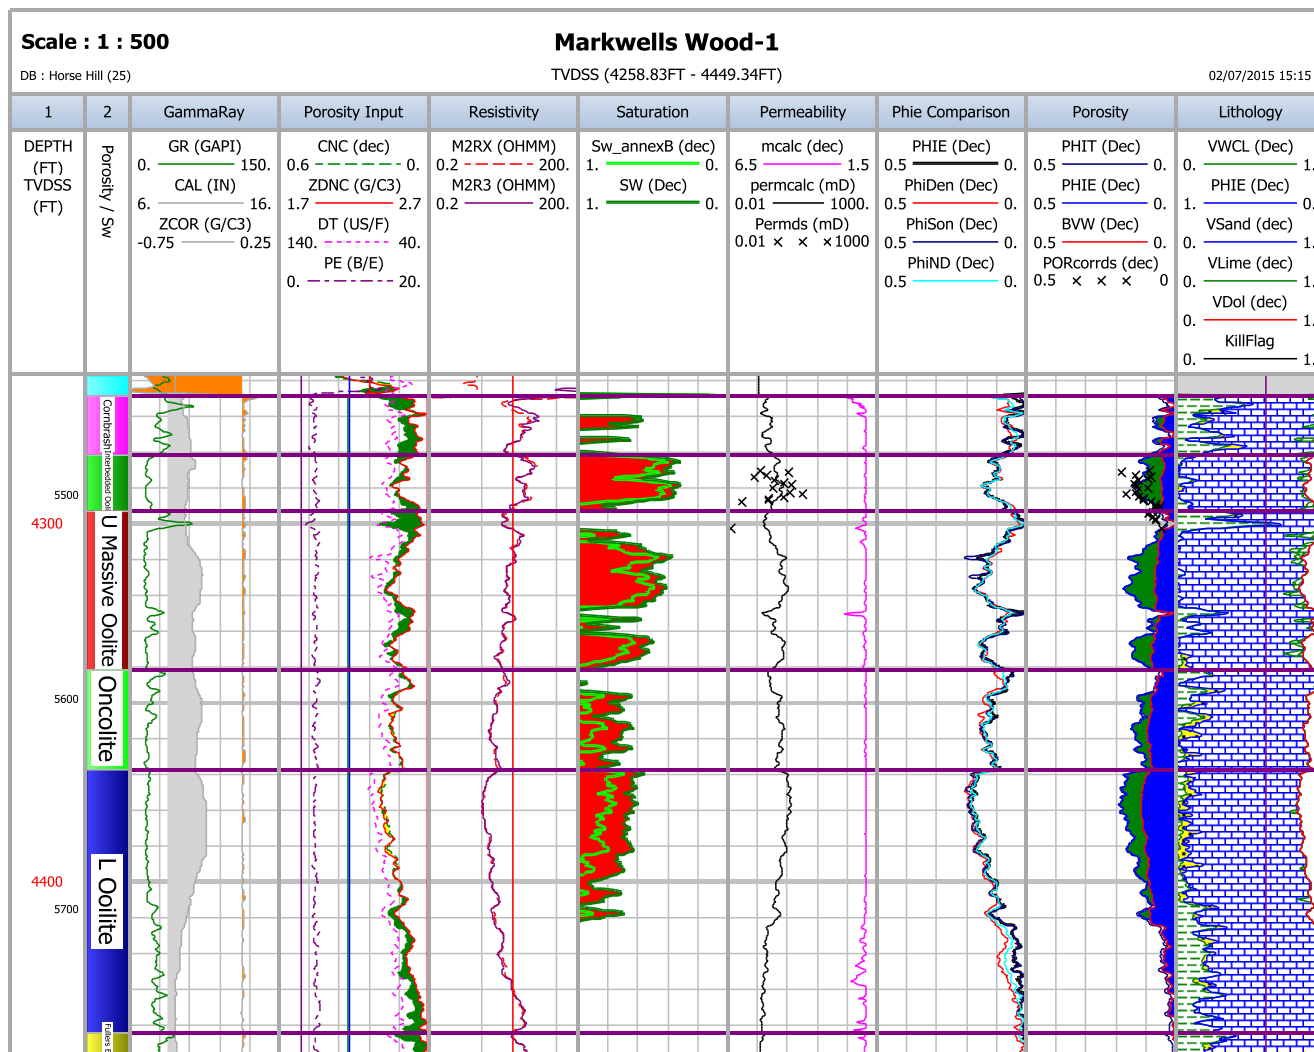 Scale : 1 : 500
Markwells Wood-1
DB : Horse Hill (25)
TVDSS (4258.83FT - 4449.34FT)
02/07/2015 15:15
1 2 GammaRay Porosity Input Resistivity Saturation Permeability Phie Comparison Porosity Lithology
DEPTH
(FT)
TVDSS
(FT)
Porosity / Sw
GR (GAPI)
0. 150.
CAL (IN)
6. 16.
ZCOR (G/C3)
-0.75 0.25
CNC (dec)
0.6 0.
ZDNC (G/C3)
1.7 2.7
DT (US/F)
140. 40.
PE (B/E)
0. 20.
M2RX (OHMM)
0.2 200.
M2R3 (OHMM)
0.2 200.
Sw_annexB (dec)
1. 0.
SW (Dec)
1. 0.
mcalc (dec)
6.5 1.5
permcalc (mD)
0.01 1000.
Permds (mD)
0.01 1000
PHIE (Dec)
0.5 0.
PhiDen (Dec)
0.5 0.
PhiSon (Dec)
0.5 0.
PhiND (Dec)
0.5 0.
PHIT (Dec)
0.5 0.
PHIE (Dec)
0.5 0.
BVW (Dec)
0.5 0.
PORcorrds (dec)
0.5 0
VWCL (Dec)
0. 1.
PHIE (Dec)
1. 0.
VSand (Dec)
0. 1.
VLime (dec)
0. 1.
VDol (dec)
0. 1.
KillFlag
0. 1.
Cornbrash
Interbedded Ooli
5500
4300
U Massive Oolite
5600
Oncolite
4400
5700
L Ooilite
Fullers E